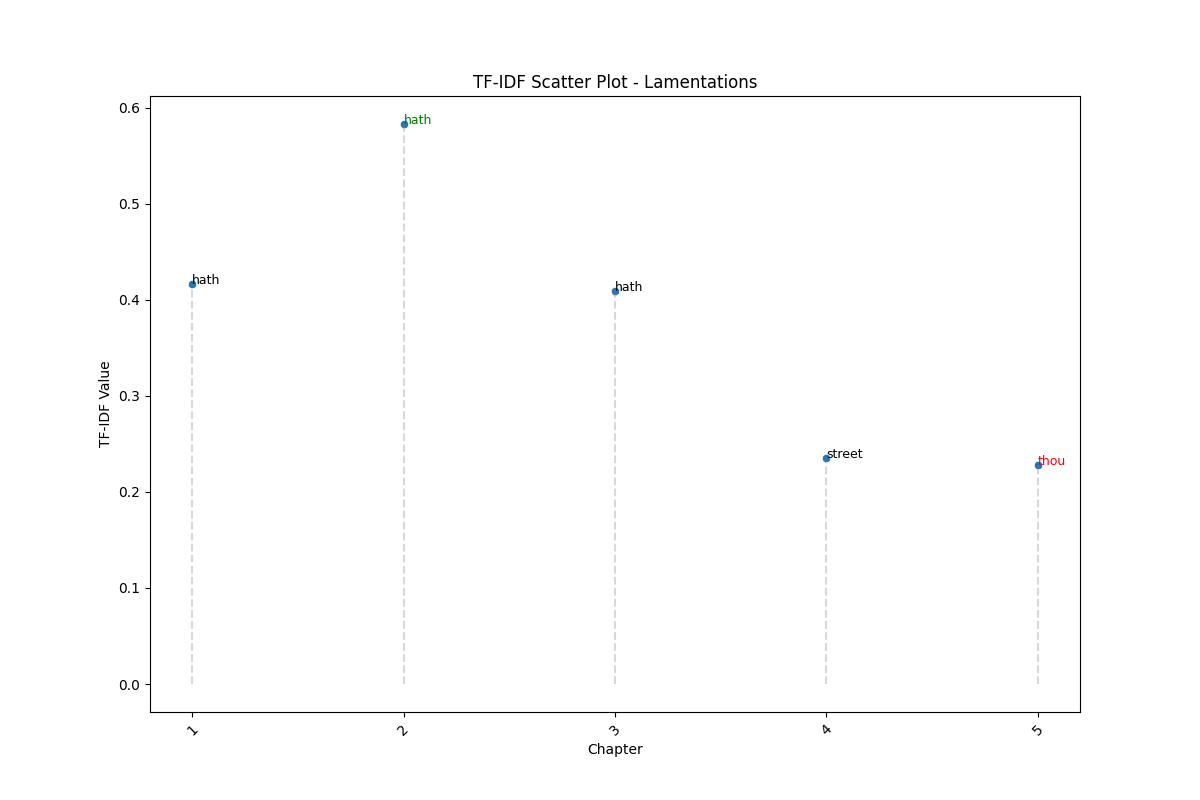 TF-IDF Scatter Plot - Lamentations
TF-IDF Value
0.6
0.5
0.4
0.3
0.2
0.1
0.0
hath
hath
hath
street
thou
1
2
3
4
5
Chapter